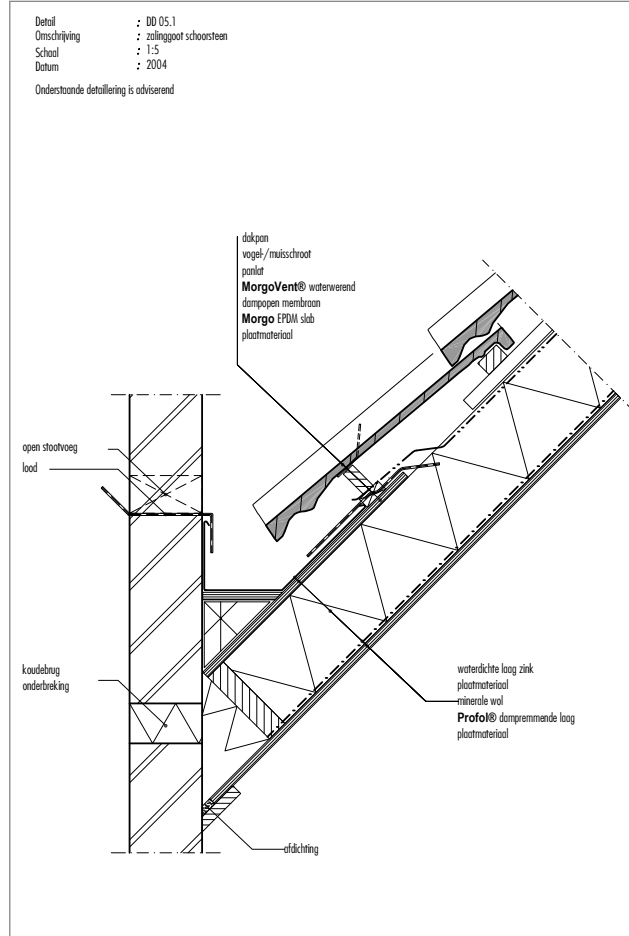 Detail : DD 05.1
Omschrijving : zalinggoot schoorsteen
Schaal : 1:5
Datum : 2004
Onderstaande detaillering is adviserend
dakpan
vogel-/muisschroot
panlat
MorgoVent® waterwerend
dampopen membraan
Morgo EPDM slab
plaatmateriaal
open stootvoeg
lood
koudebrug
onderbreking
waterdichte laag zink
plaatmateriaal
minerale wol
Profol® dampremmende laag
plaatmateriaal
afdichting